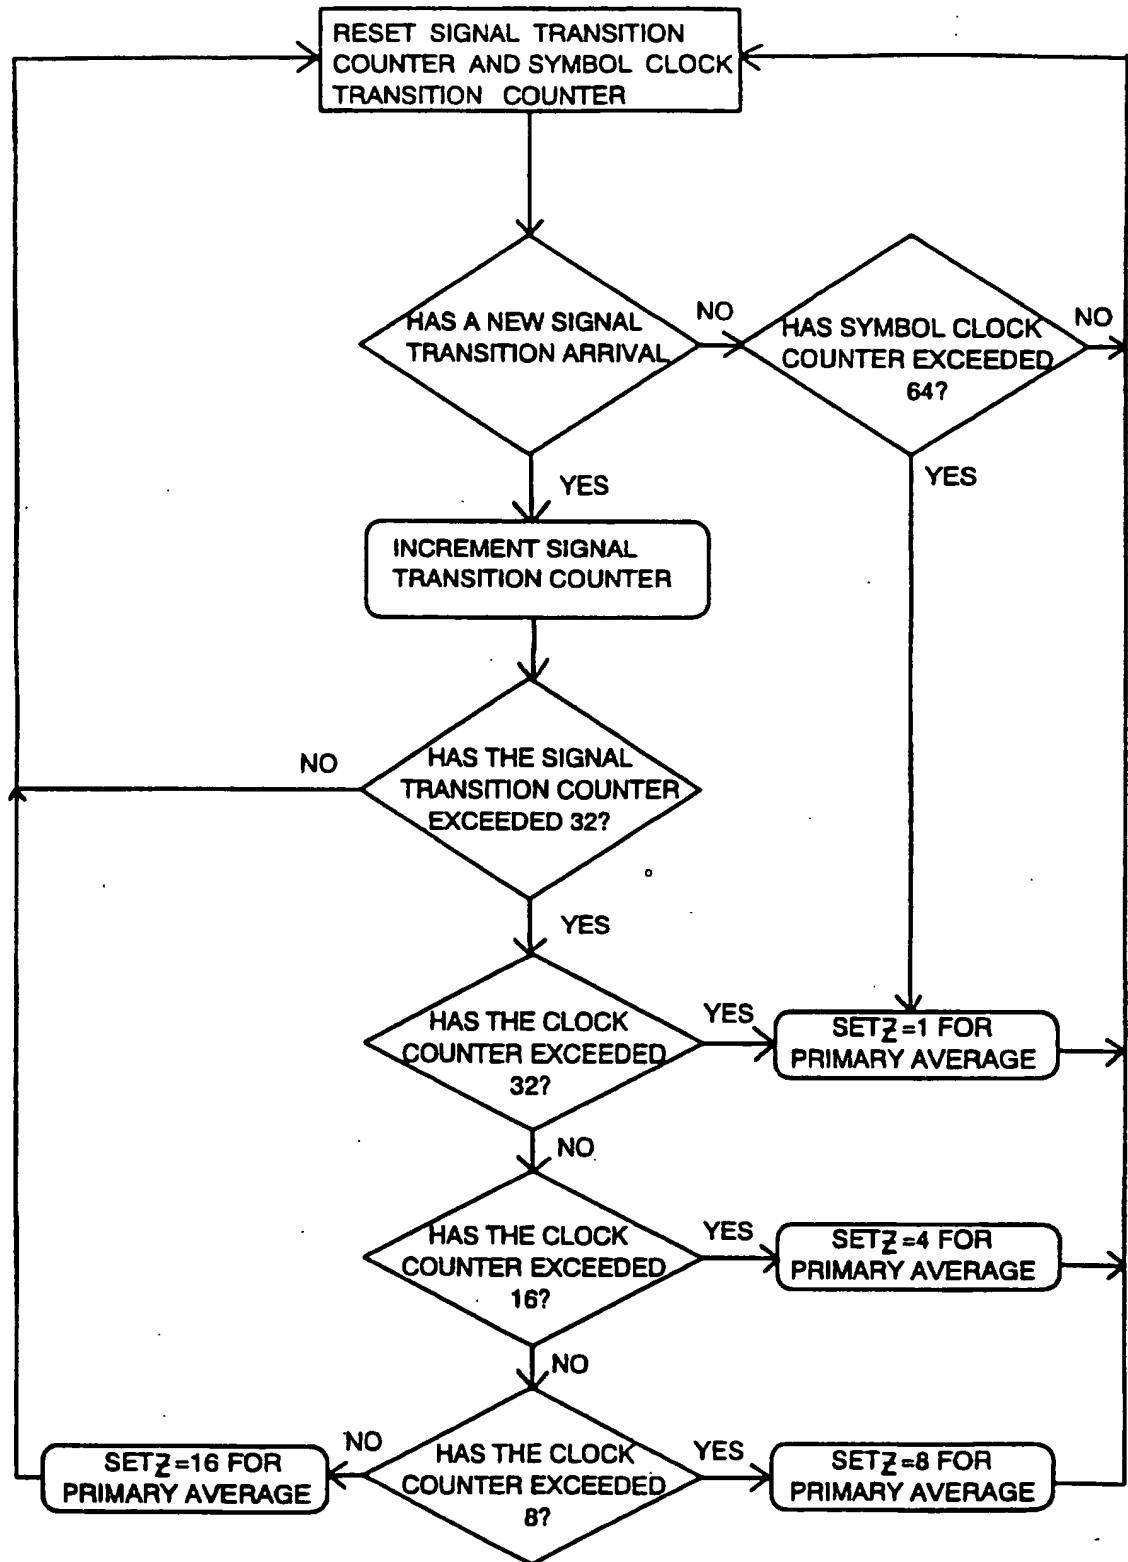 RESET SIGNAL TRANSITION
COUNTER AND SYMBOL CLOCK
TRANSITION COUNTER
HAS A NEW SIGNAL
TRANSITION ARRIVAL
NO
HAS SYMBOL CLOCK
COUNTER EXCEEDED
64?
NO
YES
YES
INCREMENT SIGNAL
TRANSITION COUNTER
HAS THE SIGNAL
TRANSITION COUNTER
EXCEEDED 32?
NO
YES
HAS THE CLOCK
COUNTER EXCEEDED
32?
YES
SET Z=1 FOR
PRIMARY AVERAGE
NO
HAS THE CLOCK
COUNTER EXCEEDED
16?
YES
SET Z=4 FOR
PRIMARY AVERAGE
NO
HAS THE CLOCK
COUNTER EXCEEDED
8?
NO
SET Z=16 FOR
PRIMARY AVERAGE
YES
SET Z=8 FOR
PRIMARY AVERAGE